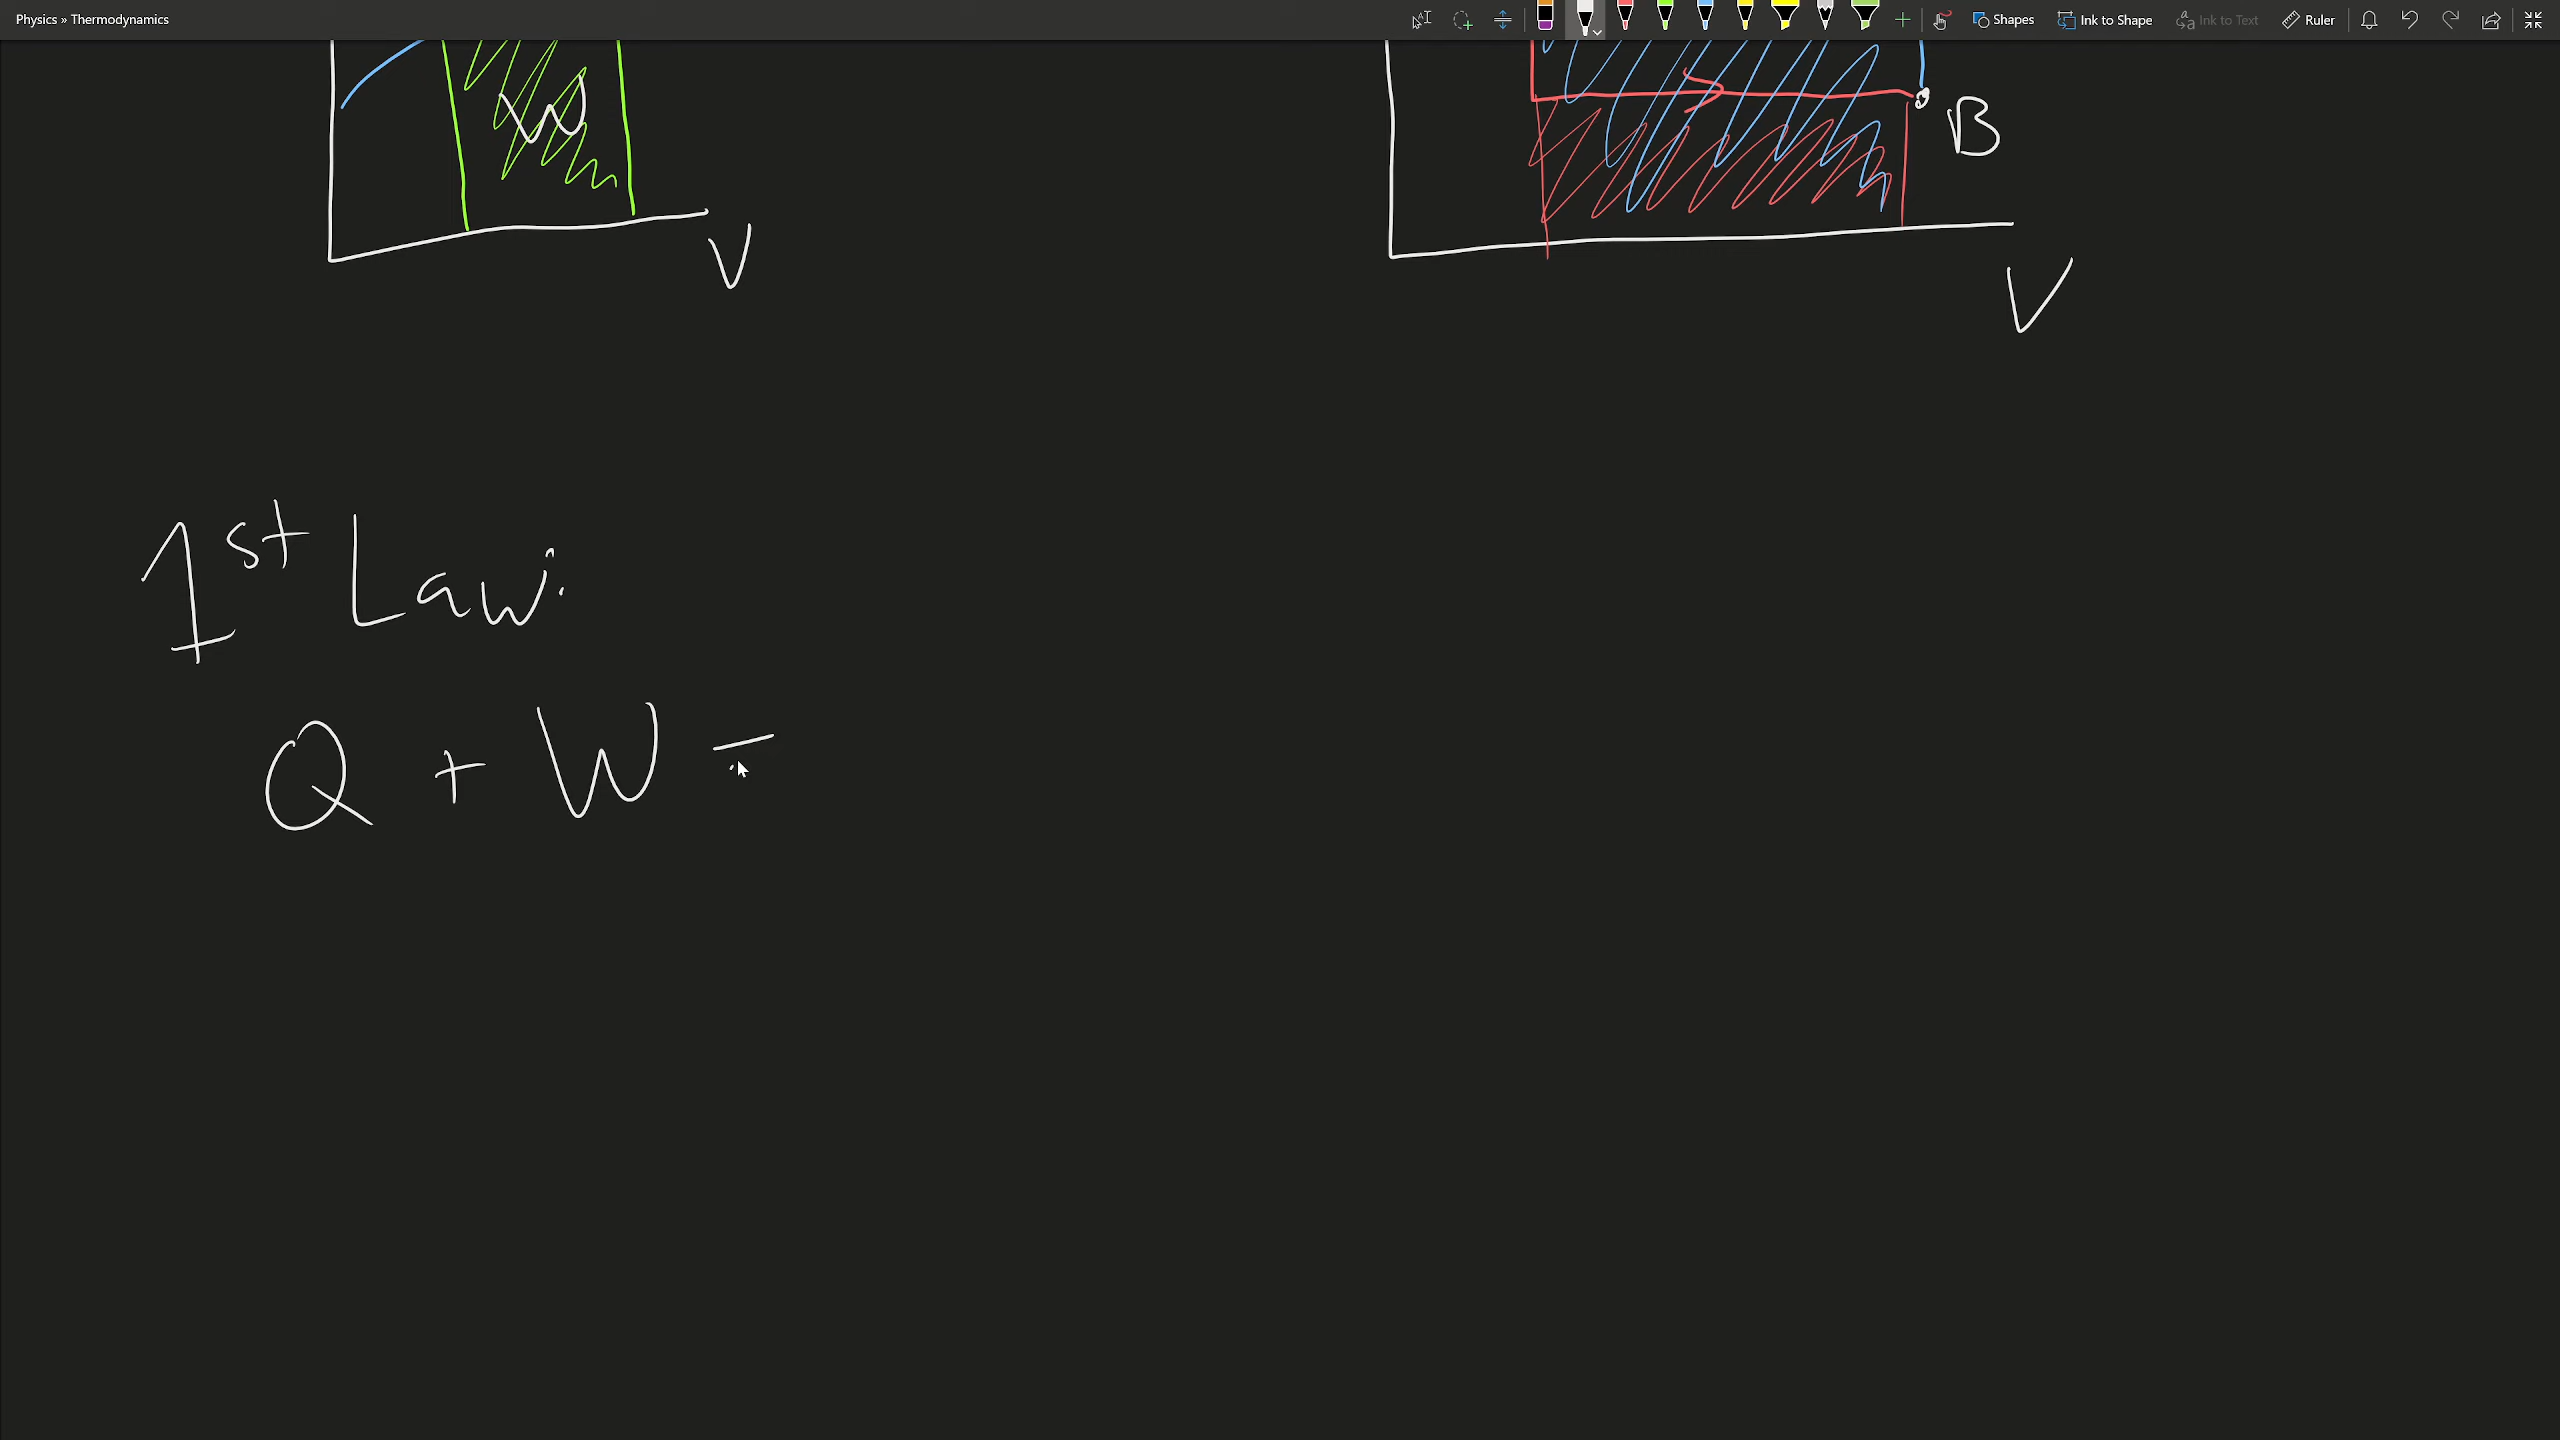 Physics » Thermodynamics
Shapes
Ink to Shape
Ink to Text
Ruler
W
V
B
V
1st Law:
Q + W =